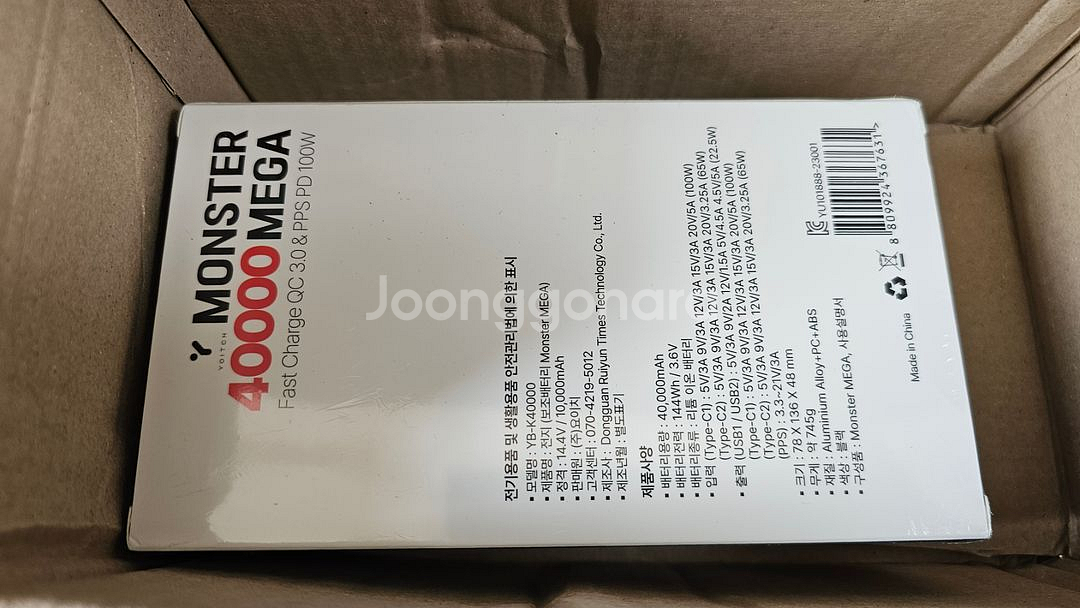 YOITCH
MONSTER
40000 MEGA
Fast Charge QC 3.0 & PPS PD 100W
전기용품 및 생활용품 안전관리법에 의한 표시
▪ 모델명 : YB-K40000
▪ 제품명 : 전지 (보조배터리 Monster MEGA)
▪ 정격 : 14.4V / 10,000mAh
▪ 판매원 : (주)요이치
▪ 고객센터 : 070-4219-5012
▪ 제조사 : Dongguan Ruiyun Times Technology Co., Ltd.
▪ 제조년월 : 별도표기
제품사양
▪ 배터리용량 : 40,000mAh
▪ 배터리전력 : 144Wh / 3.6V
▪ 배터리종류 : 리튬 이온 배터리
▪ 입력 (Type-C1) : 5V/3A 9V/3A 12V/3A 15V/3A 20V/5A (100W)
(Type-C2) : 5V/3A 9V/3A 12V/3A 15V/3A 20V/3.25A (65W)
▪ 출력 (USB1 / USB2) : 5V/3A 9V/2A 12V/1.5A 5V/4.5A 4.5V/5A (22.5W)
(Type-C1) : 5V/3A 9V/3A 12V/3A 15V/3A 20V/5A (100W)
(Type-C2) : 5V/3A 9V/3A 12V/3A 15V/3A 20V/3.25A (65W)
(PPS) : 3.3~21V/3A
▪ 크기 : 78 X 136 X 48 mm
▪ 무게 : 약 745g
▪ 재질 : Aluminium Alloy+PC+ABS
▪ 색상 : 블랙
▪ 구성품 : Monster MEGA, 사용설명서
Made in China
YU101888-23001
8 809924 367631 >
Joonggonara